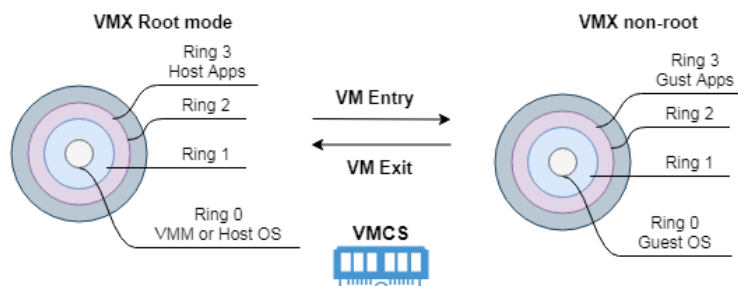 VMX Root mode
Ring 3
Host Apps
Ring 2
Ring 1
Ring 0
VMM or Host OS
VM Entry
VM Exit
VMCS
VMX non-root
Ring 3
Gust Apps
Ring 2
Ring 1
Ring 0
Guest OS